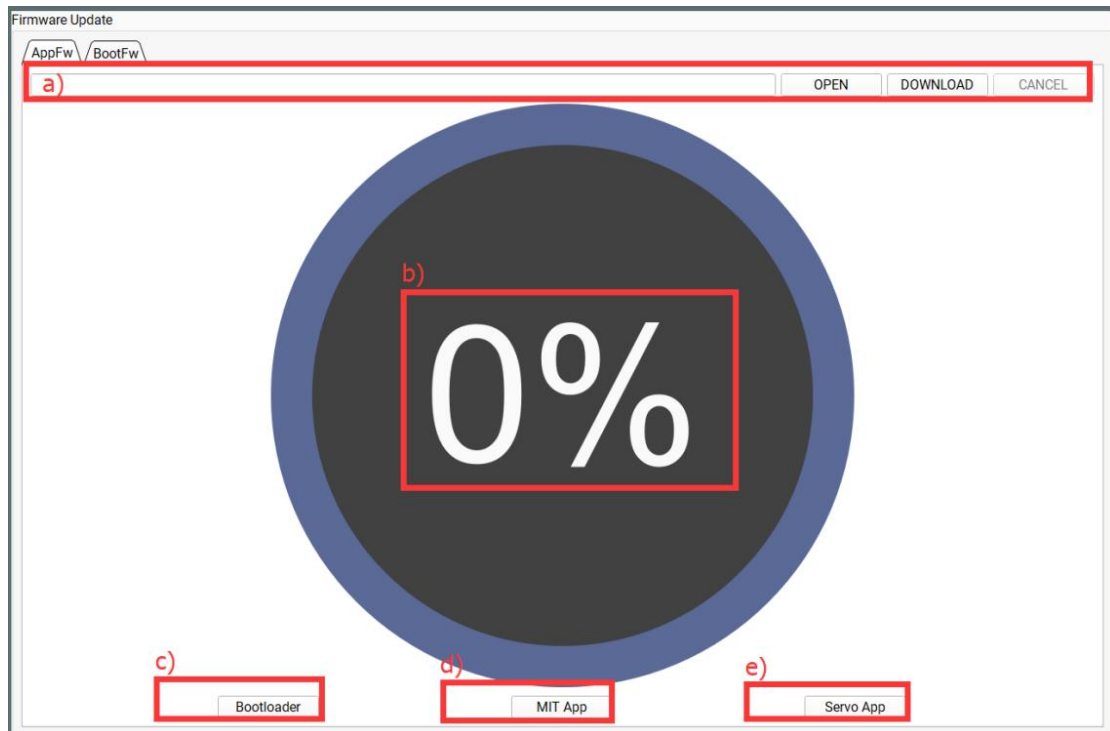 Firmware Update
AppFw BootFw
a) OPEN DOWNLOAD CANCEL
b)
0%
c) d) e)
Bootloader MIT App Servo App